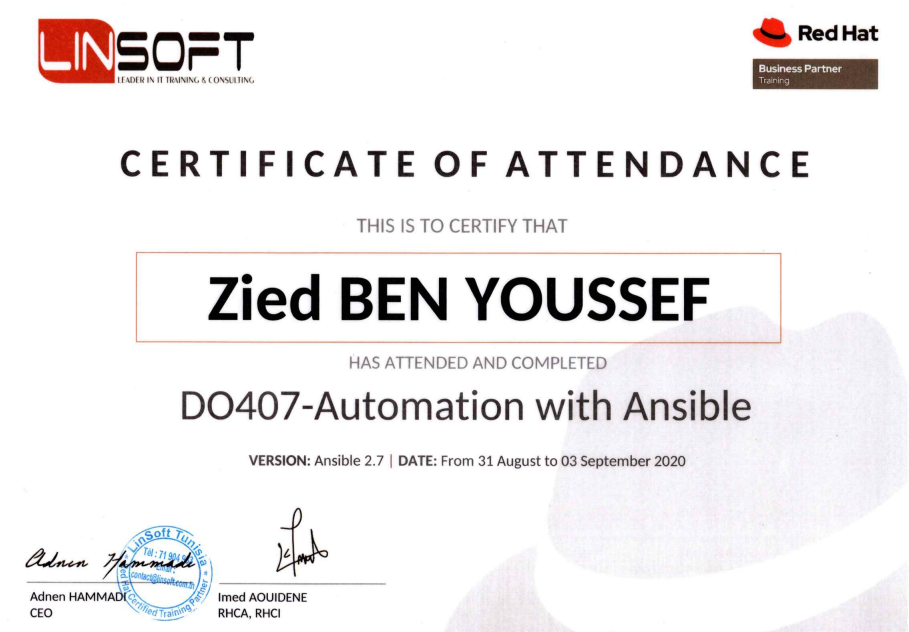 LINSOFT
LEADER IN IT TRAINING & CONSULTING
Red Hat
Business Partner
Training
CERTIFICATE OF ATTENDANCE
THIS IS TO CERTIFY THAT
Zied BEN YOUSSEF
HAS ATTENDED AND COMPLETED
DO407-Automation with Ansible
VERSION: Ansible 2.7 | DATE: From 31 August to 03 September 2020
Adnen Hammadi
LinSoft Tunisia
Tél : 71 904
Email :
contact@linsoft.com.tn
Red Hat Certified Training Partner
Adnen HAMMADI
CEO
Imed AOUIDENE
RHCA, RHCI